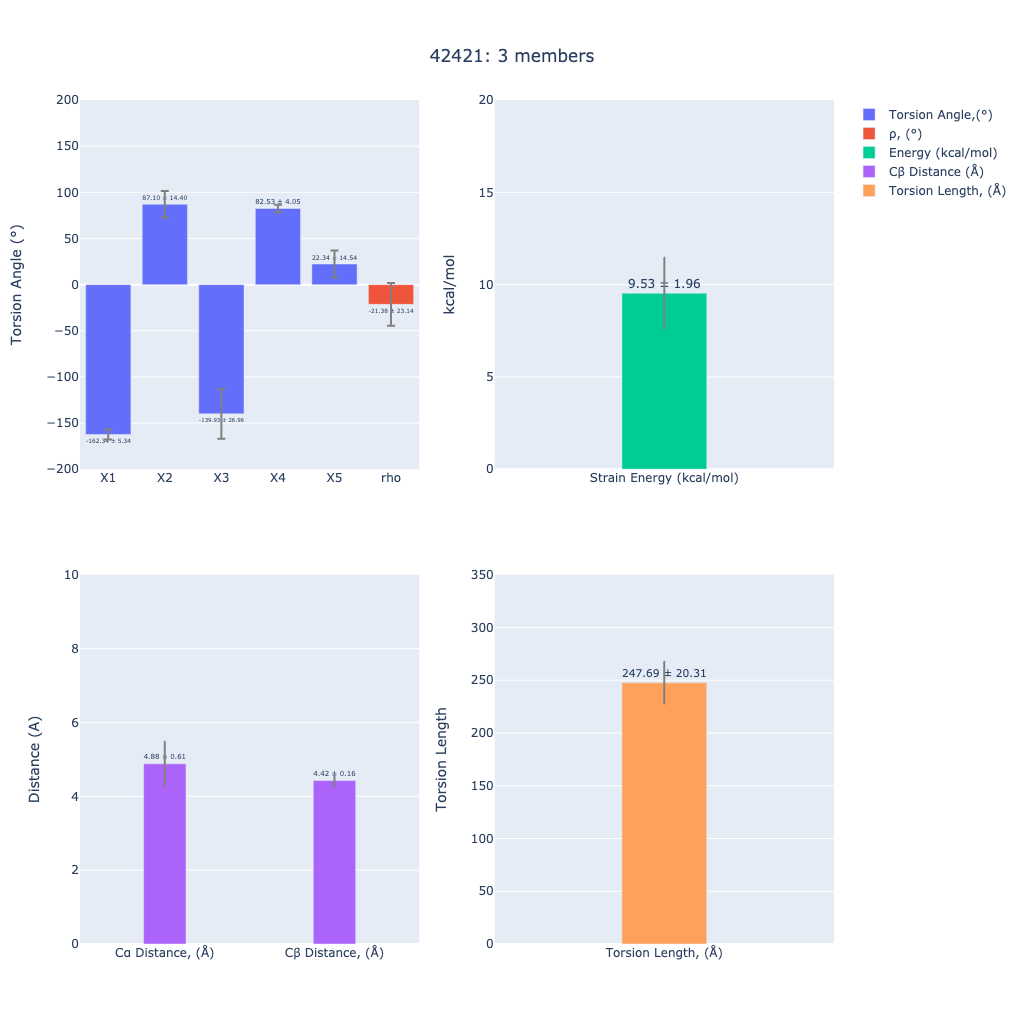 42421: 3 members
Torsion Angle (°)
200
150
100
50
0
−50
−100
−150
−200
87.10 ± 14.40
82.53 ± 4.05
22.34 ± 14.54
-21.38 ± 23.14
-139.93 ± 26.96
-162.34 ± 5.34
X1 X2 X3 X4 X5 rho
kcal/mol
20
15
10
5
0
9.53 ± 1.96
Strain Energy (kcal/mol)
Torsion Angle,(°)
ρ, (°)
Energy (kcal/mol)
Cβ Distance (Å)
Torsion Length, (Å)
Distance (A)
10
8
6
4
2
0
4.88 ± 0.61
4.42 ± 0.16
Cα Distance, (Å) Cβ Distance, (Å)
Torsion Length
350
300
250
200
150
100
50
0
247.69 ± 20.31
Torsion Length, (Å)